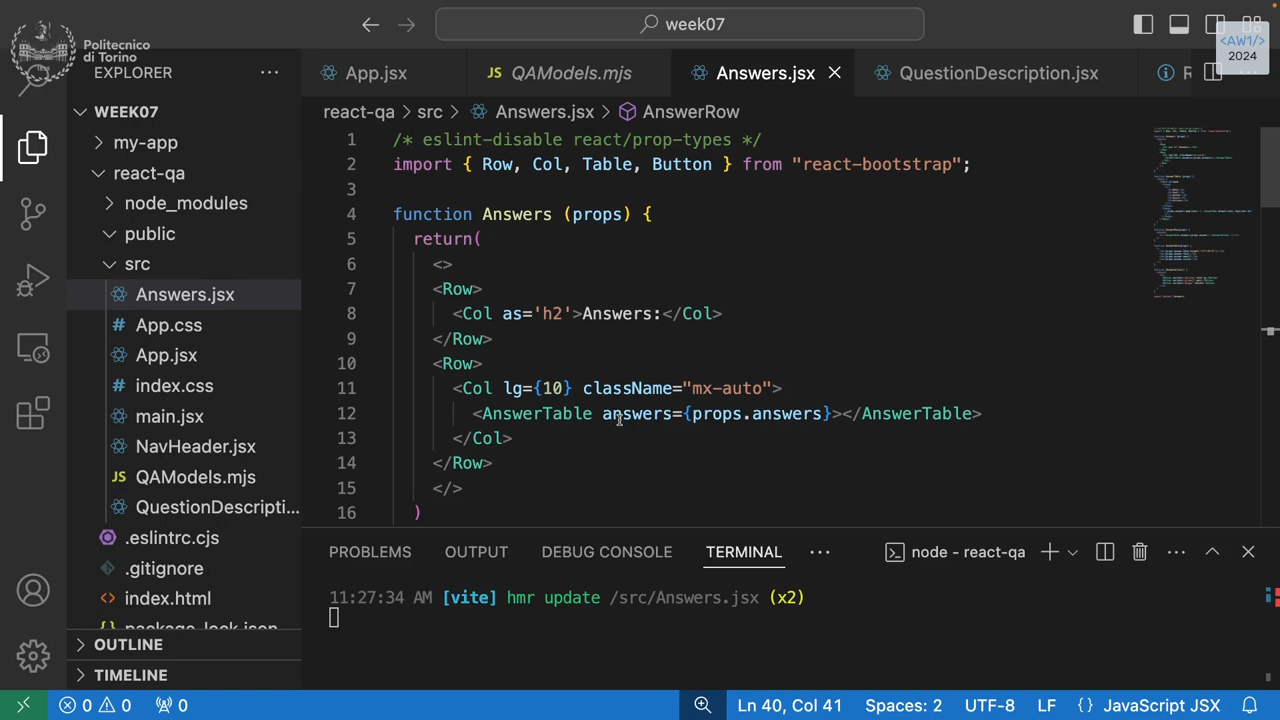 week07
Politecnico
di Torino
<AW1/>
2024
EXPLORER
App.jsx
QAModels.mjs
Answers.jsx
QuestionDescription.jsx
R
WEEK07
my-app
react-qa
node_modules
public
src
Answers.jsx
App.css
App.jsx
index.css
main.jsx
NavHeader.jsx
QAModels.mjs
QuestionDescripti...
.eslintrc.cjs
.gitignore
index.html
package-lock.json
OUTLINE
TIMELINE
react-qa > src > Answers.jsx > AnswerRow
1 /* eslint-disable react/prop-types */
2 import { Row, Col, Table, Button } from "react-bootstrap";
3
4 function Answers (props) {
5 return(
6 <>
7 <Row>
8 <Col as='h2'>Answers:</Col>
9 </Row>
10 <Row>
11 <Col lg={10} className="mx-auto">
12 <AnswerTable answers={props.answers}></AnswerTable>
13 </Col>
14 </Row>
15 </>
16 )
PROBLEMS OUTPUT DEBUG CONSOLE TERMINAL node - react-qa
11:27:34 AM [vite] hmr update /src/Answers.jsx (x2)
0 0 0 Ln 40, Col 41 Spaces: 2 UTF-8 LF {} JavaScript JSX